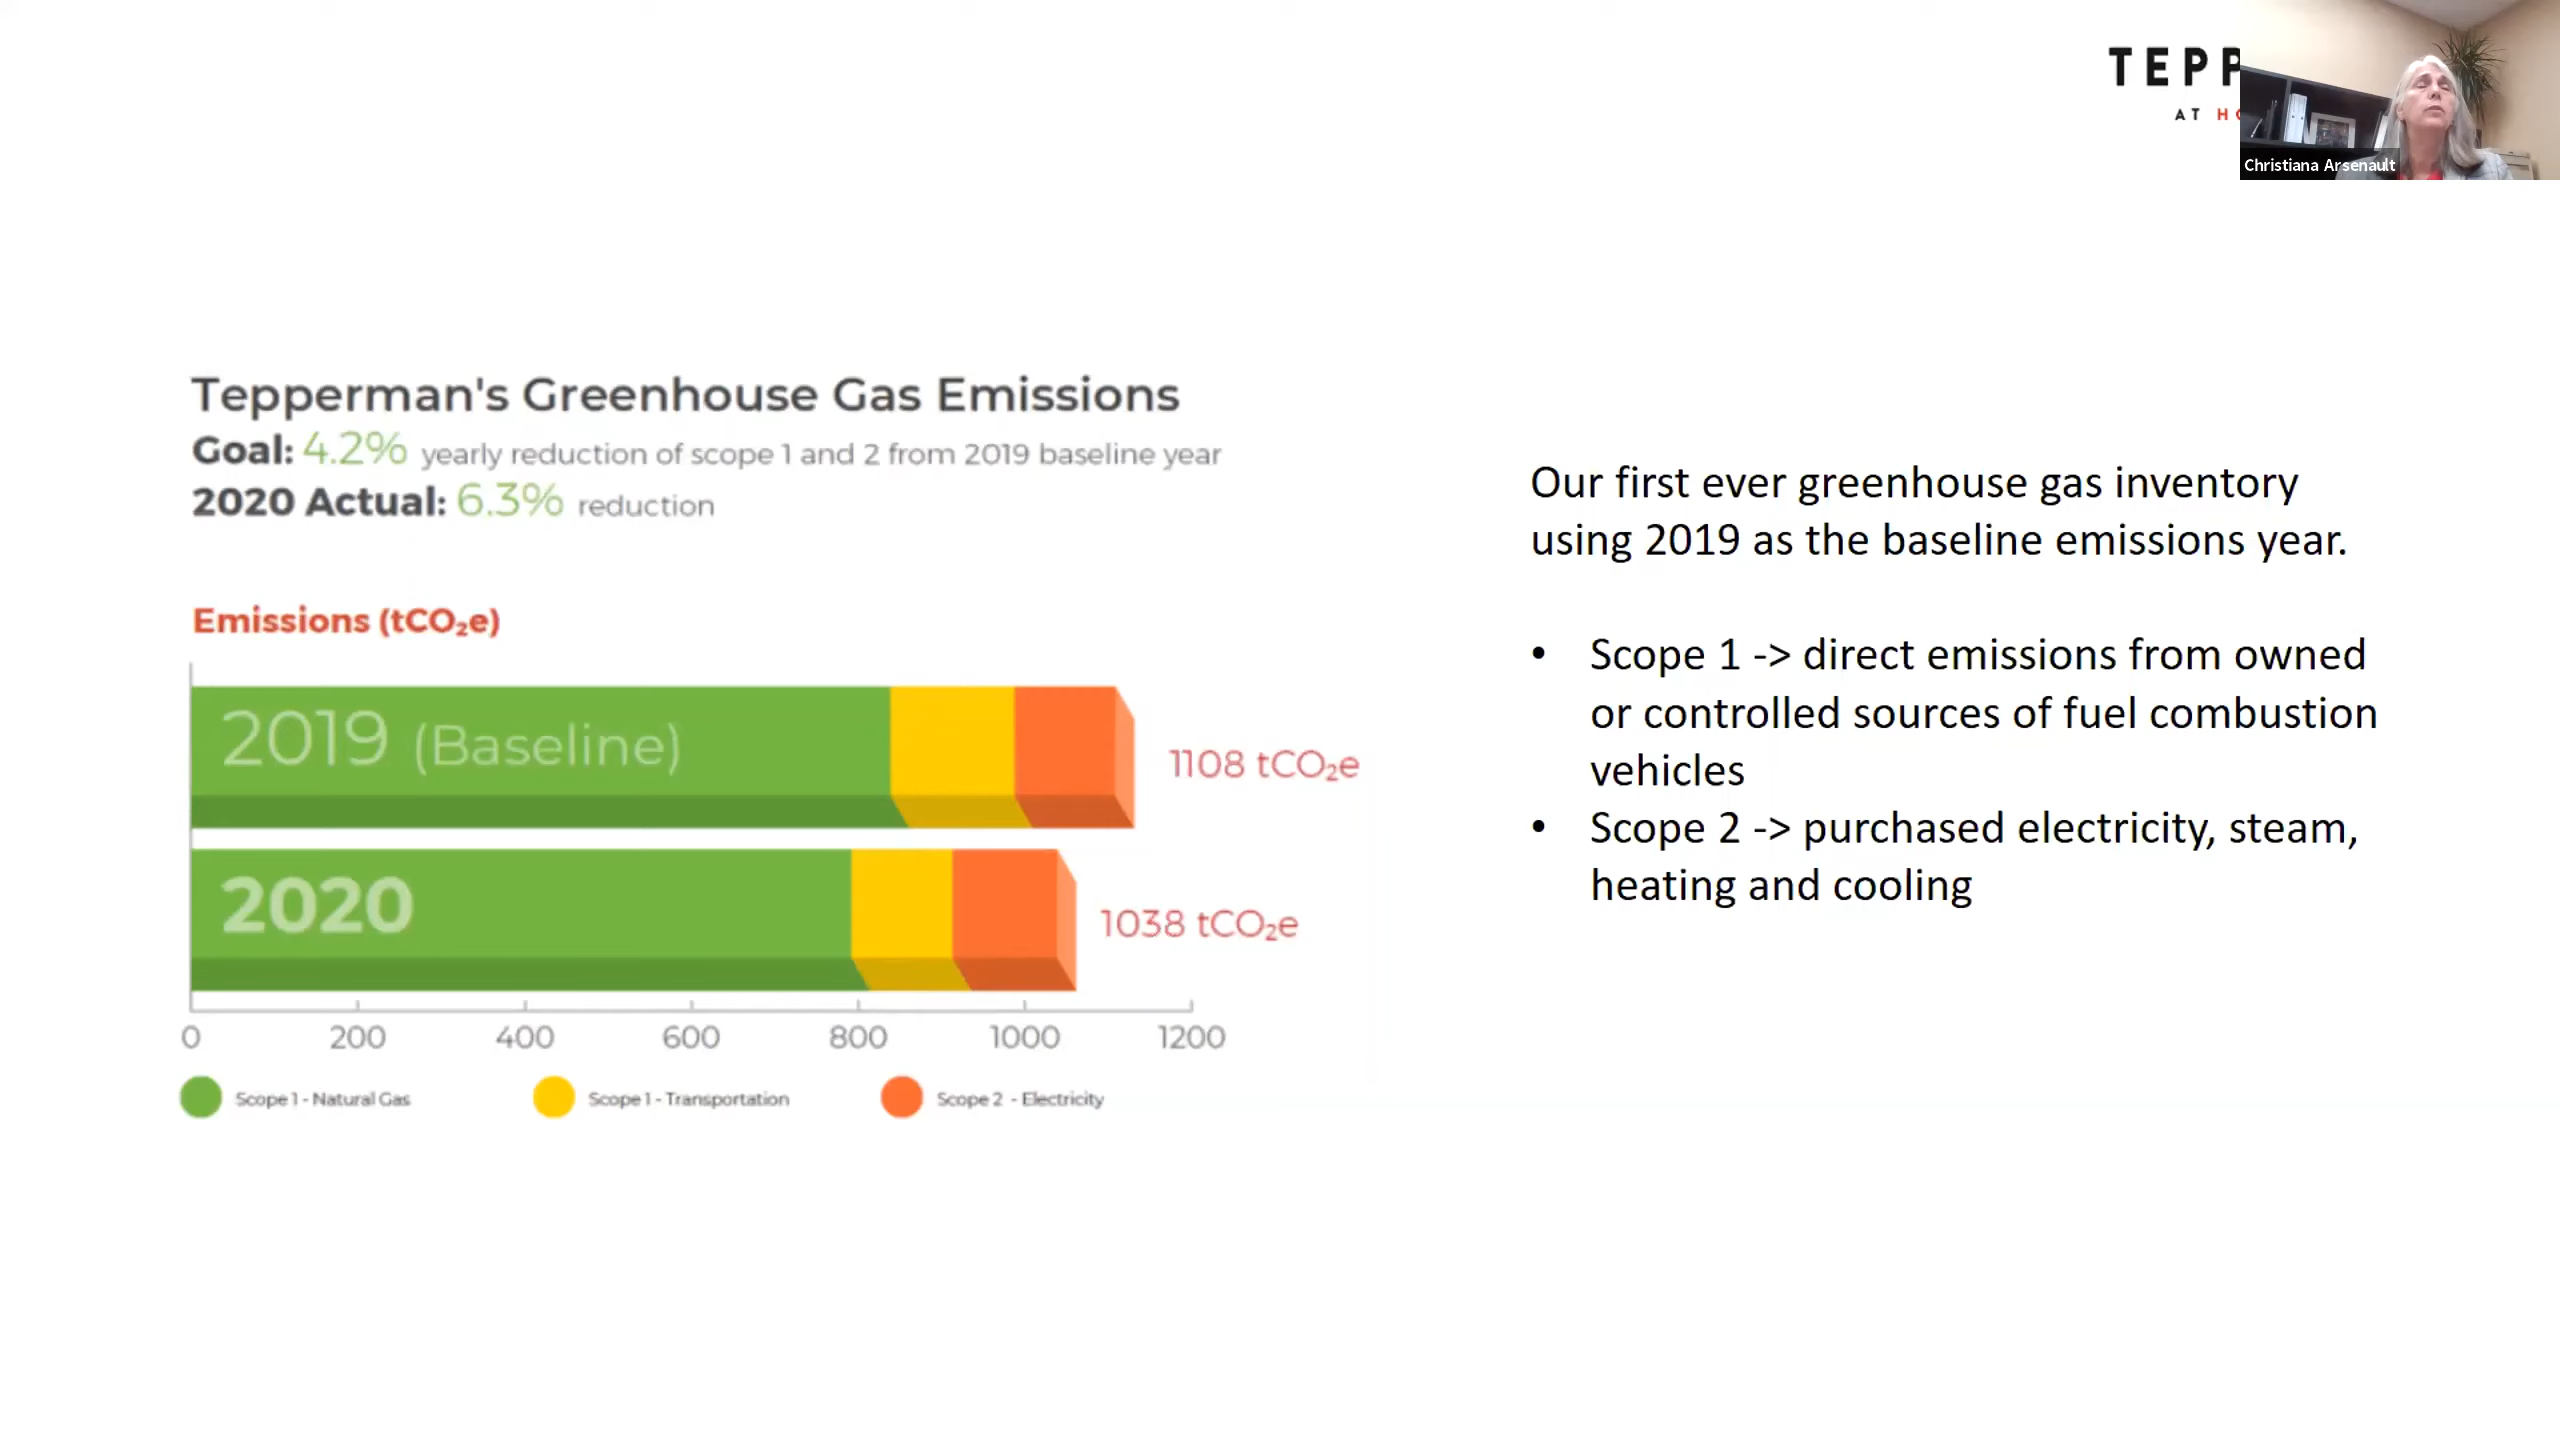 TEPP
AT HO
Christiana Arsenault
Tepperman's Greenhouse Gas Emissions
Goal: 4.2% yearly reduction of scope 1 and 2 from 2019 baseline year
2020 Actual: 6.3% reduction
Emissions (tCO₂e)
2019 (Baseline)
1108 tCO₂e
2020
1038 tCO₂e
0 200 400 600 800 1000 1200
Scope 1 - Natural Gas Scope 1 - Transportation Scope 2 - Electricity
Our first ever greenhouse gas inventory
using 2019 as the baseline emissions year.
• Scope 1 -> direct emissions from owned
or controlled sources of fuel combustion
vehicles
• Scope 2 -> purchased electricity, steam,
heating and cooling